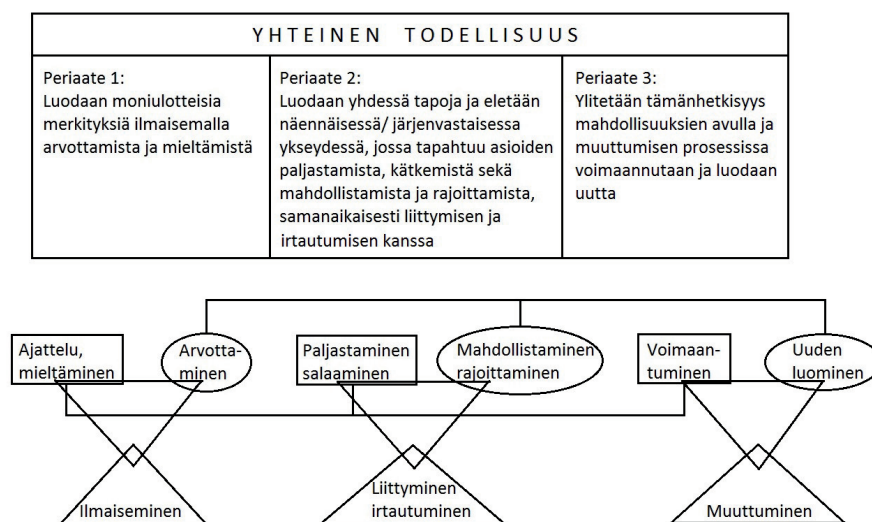 YHTEINEN TODELLISUUS
Periaate 1:
Luodaan moniulotteisia
merkityksiä ilmaisemalla
arvottamista ja mieltämistä
Periaate 2:
Luodaan yhdessä tapoja ja eletään
näennäisessä/ järjenvastaisessa
ykseydessä, jossa tapahtuu asioiden
paljastamista, kätkemistä sekä
mahdollistamista ja rajoittamista,
samanaikaisesti liittymisen ja
irtautumisen kanssa
Periaate 3:
Ylitetään tämänhetkisyys
mahdollisuuksien avulla ja
muuttumisen prosessissa
voimaannutaan ja luodaan
uutta
Ajattelu,
mieltäminen
Arvotta-
minen
Paljastaminen
salaaminen
Mahdollistaminen
rajoittaminen
Voimaan-
tuminen
Uuden
luominen
Ilmaiseminen
Liittyminen
irtautuminen
Muuttuminen